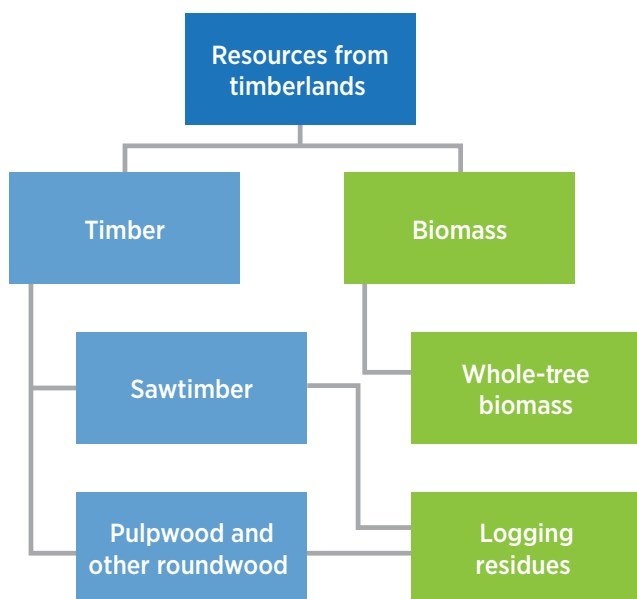 Resources from
timberlands
Timber
Biomass
Sawtimber
Whole-tree
biomass
Pulpwood and
other roundwood
Logging
residues